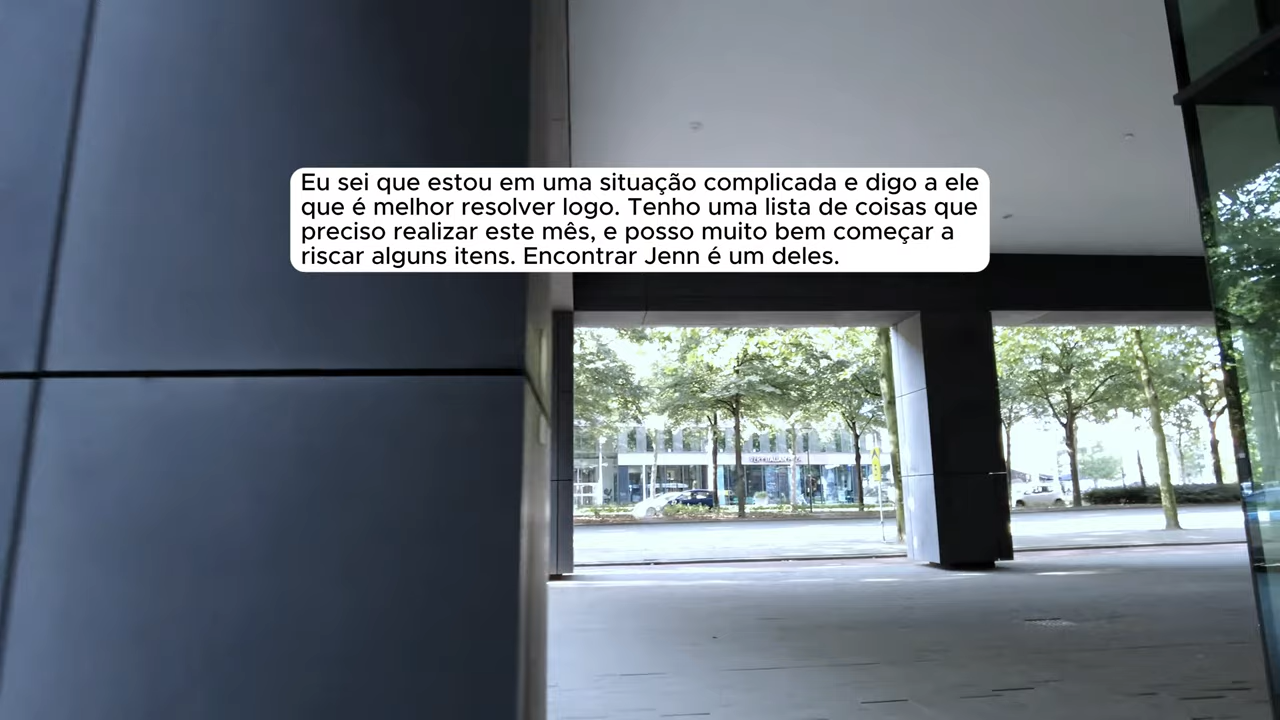 Eu sei que estou em uma situação complicada e digo a ele
que é melhor resolver logo. Tenho uma lista de coisas que
preciso realizar este mês, e posso muito bem começar a
riscar alguns itens. Encontrar Jenn é um deles.